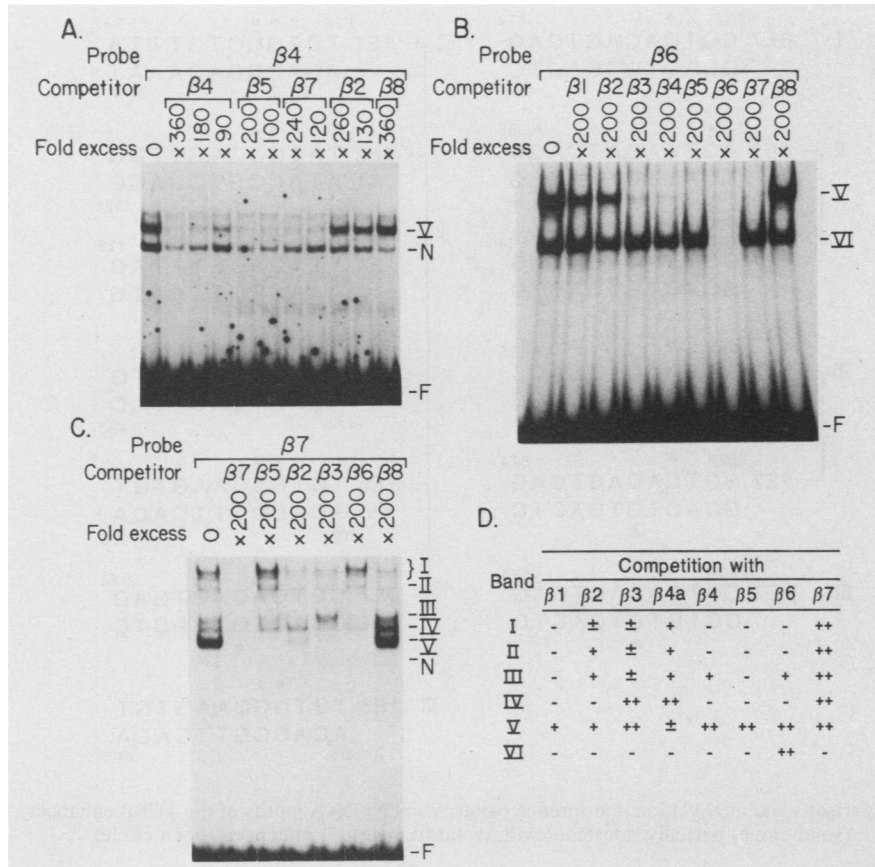 A.
Probe β4
Competitor β4 β5 β7 β2 β8
Fold excess 0 ×360 ×180 ×90 ×200 ×100 ×240 ×120 ×260 ×130 ×360
-V
-N
-F
B.
Probe β6
Competitor β1 β2 β3 β4 β5 β6 β7 β8
Fold excess 0 ×200 ×200 ×200 ×200 ×200 ×200 ×200 ×200
-V
-VI
-F
C.
Probe β7
Competitor β7 β5 β2 β3 β6 β8
Fold excess 0 ×200 ×200 ×200 ×200 ×200 ×200
}I
-II
-III
-IV
-V
-N
-F
D.
Competition with
Band β1 β2 β3 β4a β4 β5 β6 β7
I - ± ± + - - - ++
II - + ± + - - - ++
III - + ± + + - + ++
IV - - ++ ++ - - - ++
V + + ++ ± ++ ++ ++ ++
VI - - - - - - ++ -